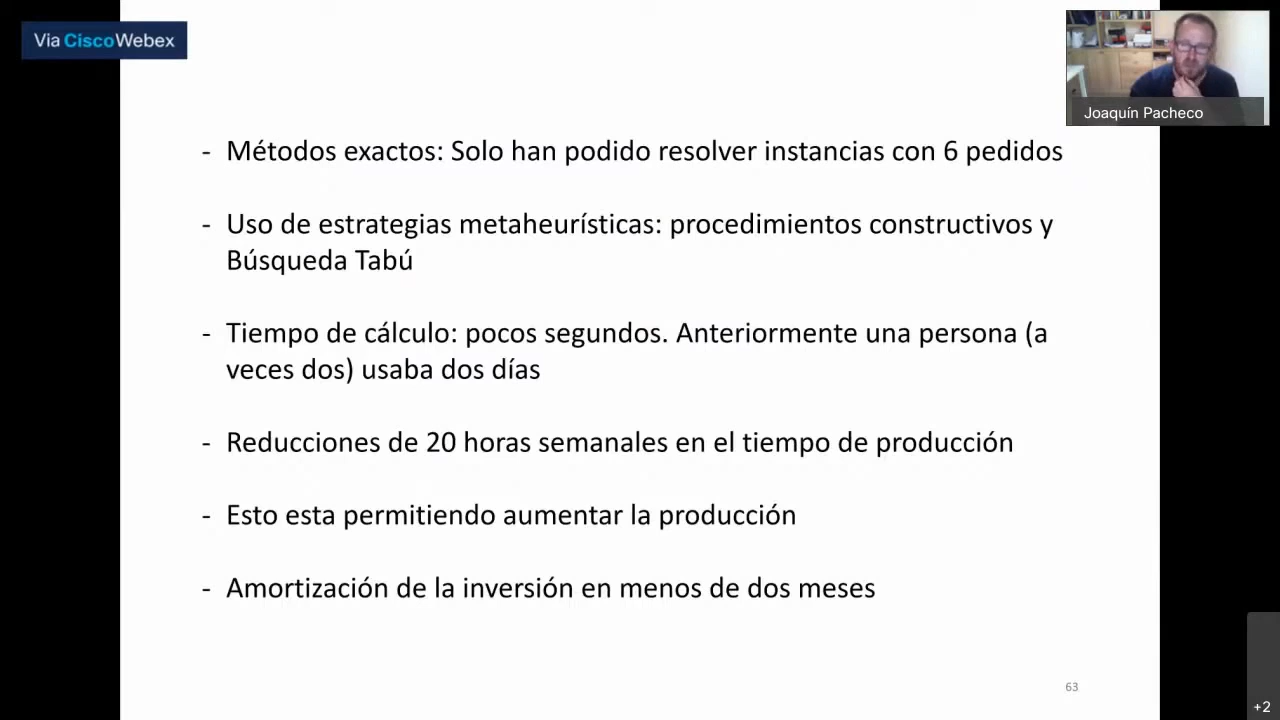 Vía Cisco Webex
Joaquín Pacheco
- Métodos exactos: Solo han podido resolver instancias con 6 pedidos
- Uso de estrategias metaheurísticas: procedimientos constructivos y
Búsqueda Tabú
- Tiempo de cálculo: pocos segundos. Anteriormente una persona (a
veces dos) usaba dos días
- Reducciones de 20 horas semanales en el tiempo de producción
- Esto esta permitiendo aumentar la producción
- Amortización de la inversión en menos de dos meses
63
+2